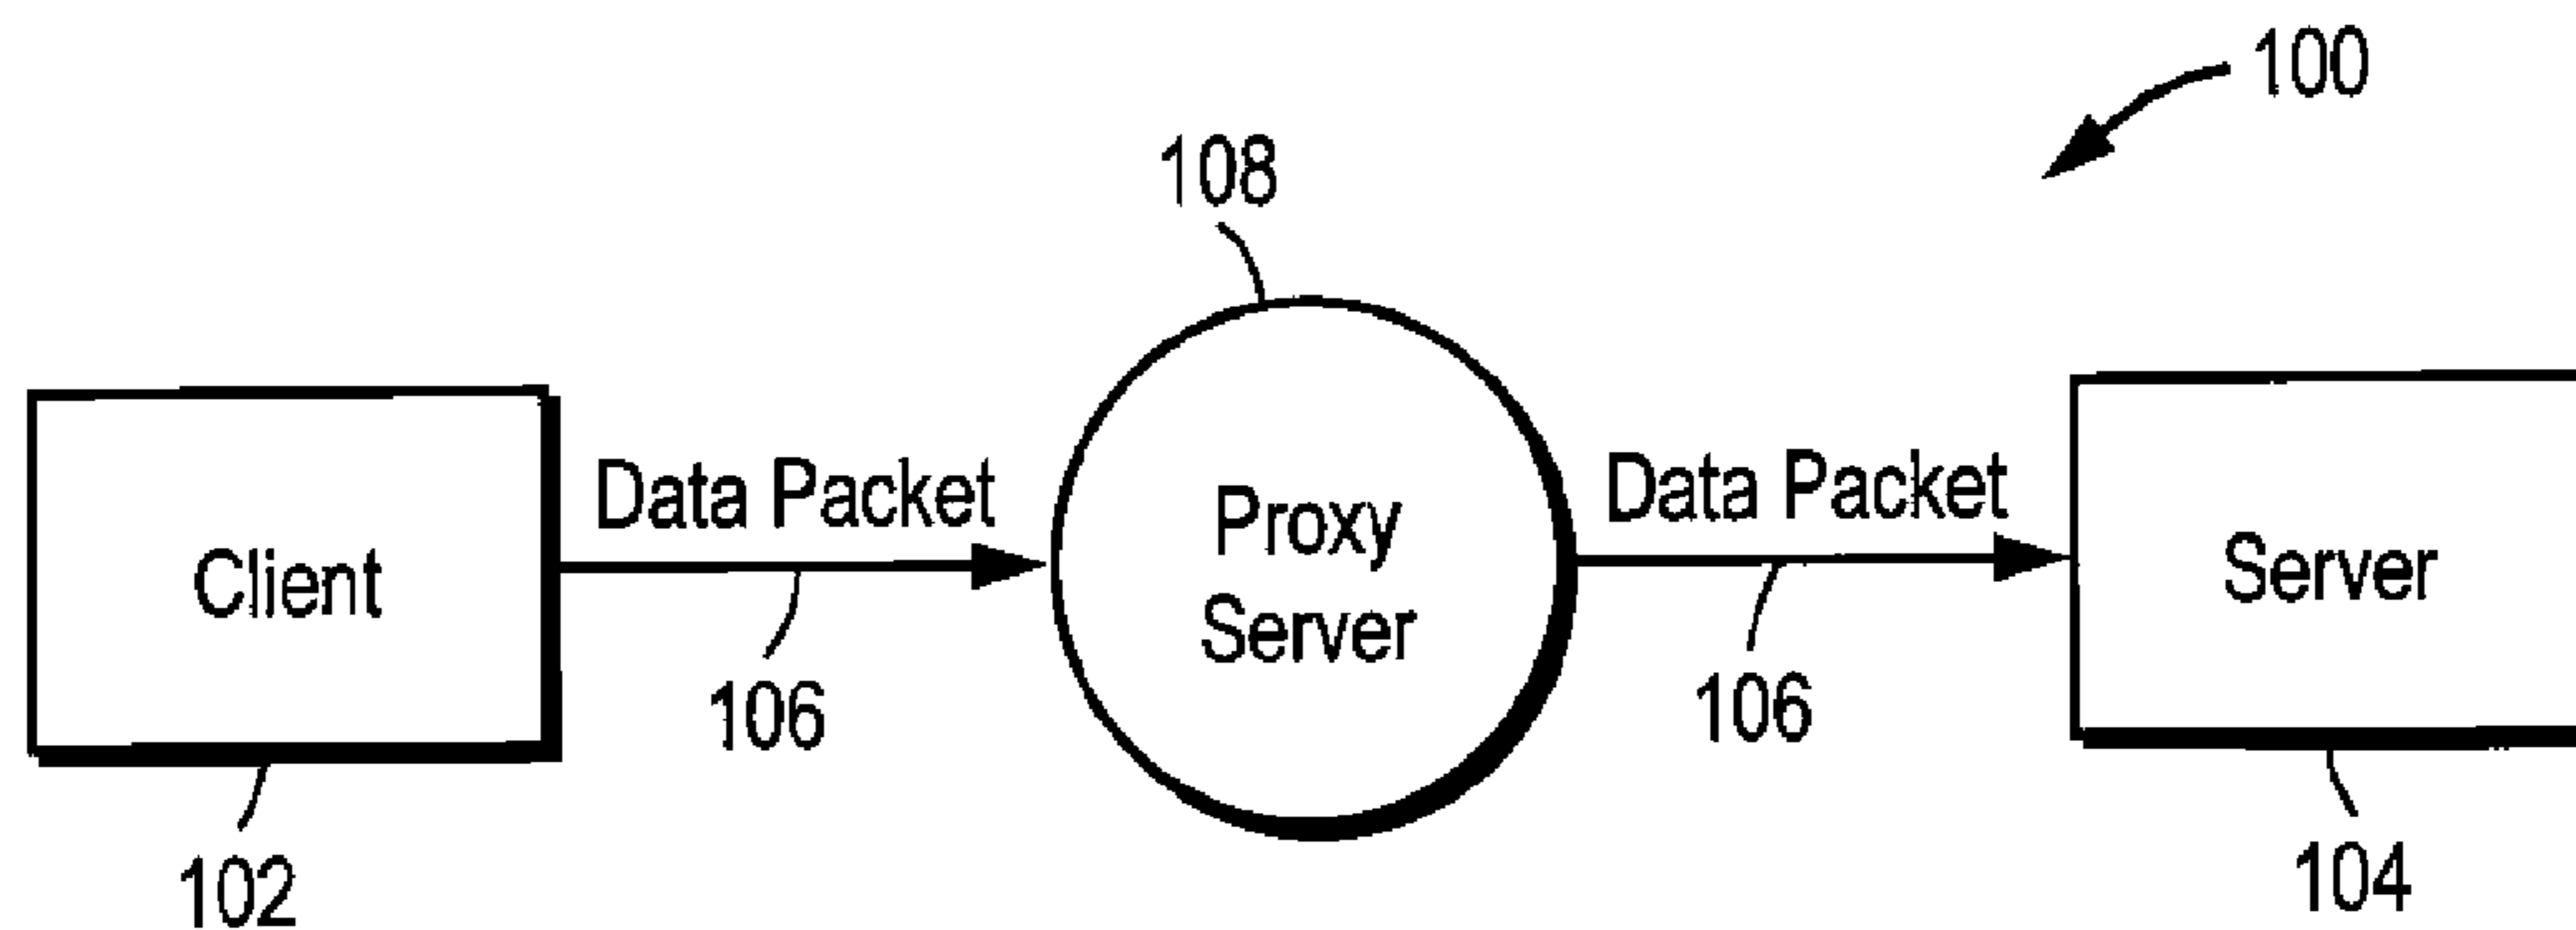 100
108
Data Packet
Data Packet
Client
Proxy
Server
Server
106
106
102
104